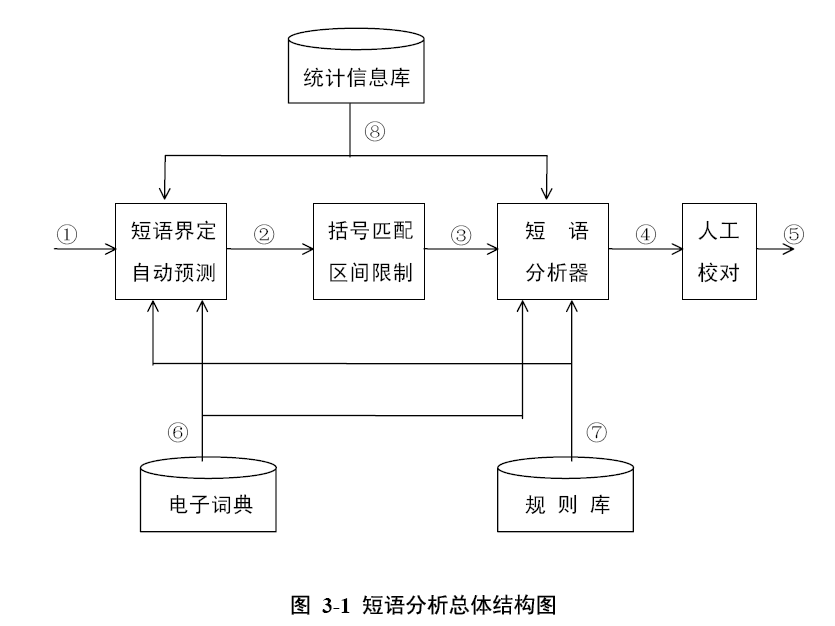 统计信息库
⑧
①
短语界定
自动预测
②
括号匹配
区间限制
③
短 语
分析器
④
人工
校对
⑤
⑥
⑦
电子词典
规 则 库
图 3-1 短语分析总体结构图